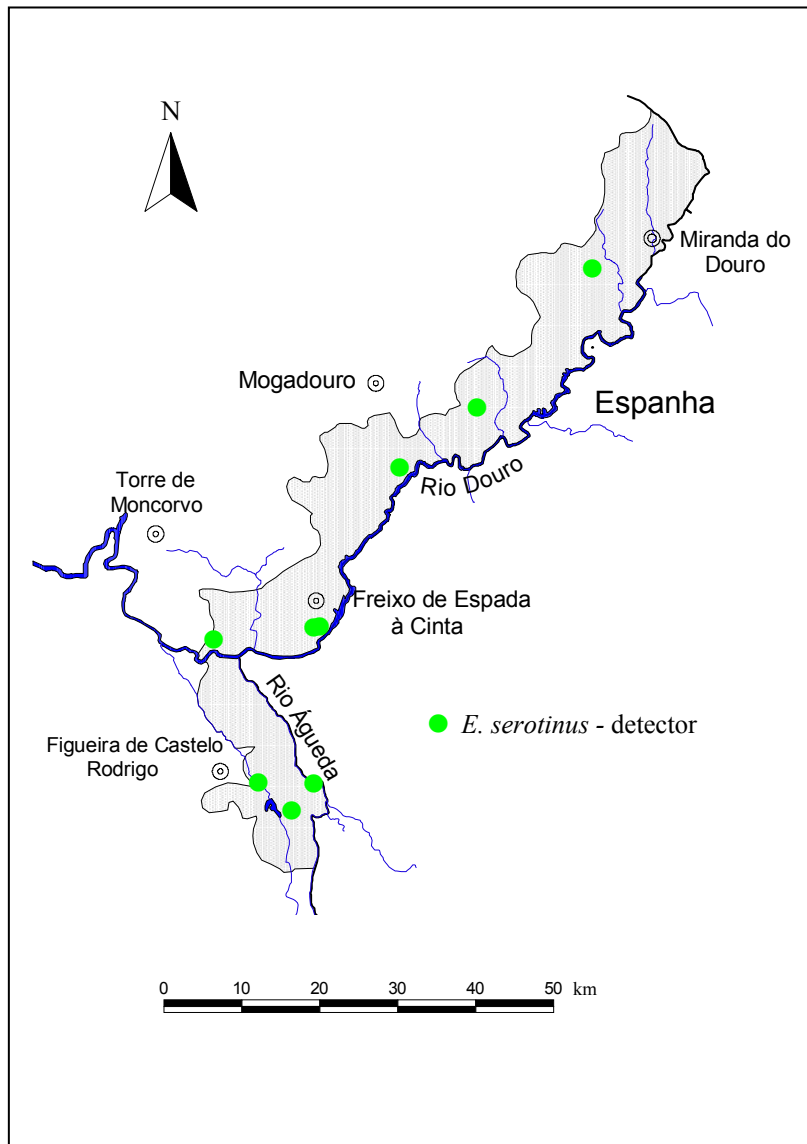 N
Miranda do
Douro
Mogadouro
Espanha
Rio Douro
Torre de
Moncorvo
Freixo de Espada
à Cinta
Rio Águeda
E. serotinus - detector
Figueira de Castelo
Rodrigo
0 10 20 30 40 50 km